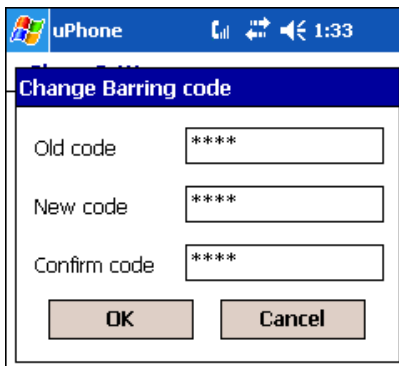 uPhone 1:33
Change Barring code
Old code ****
New code ****
Confirm code ****
OK Cancel